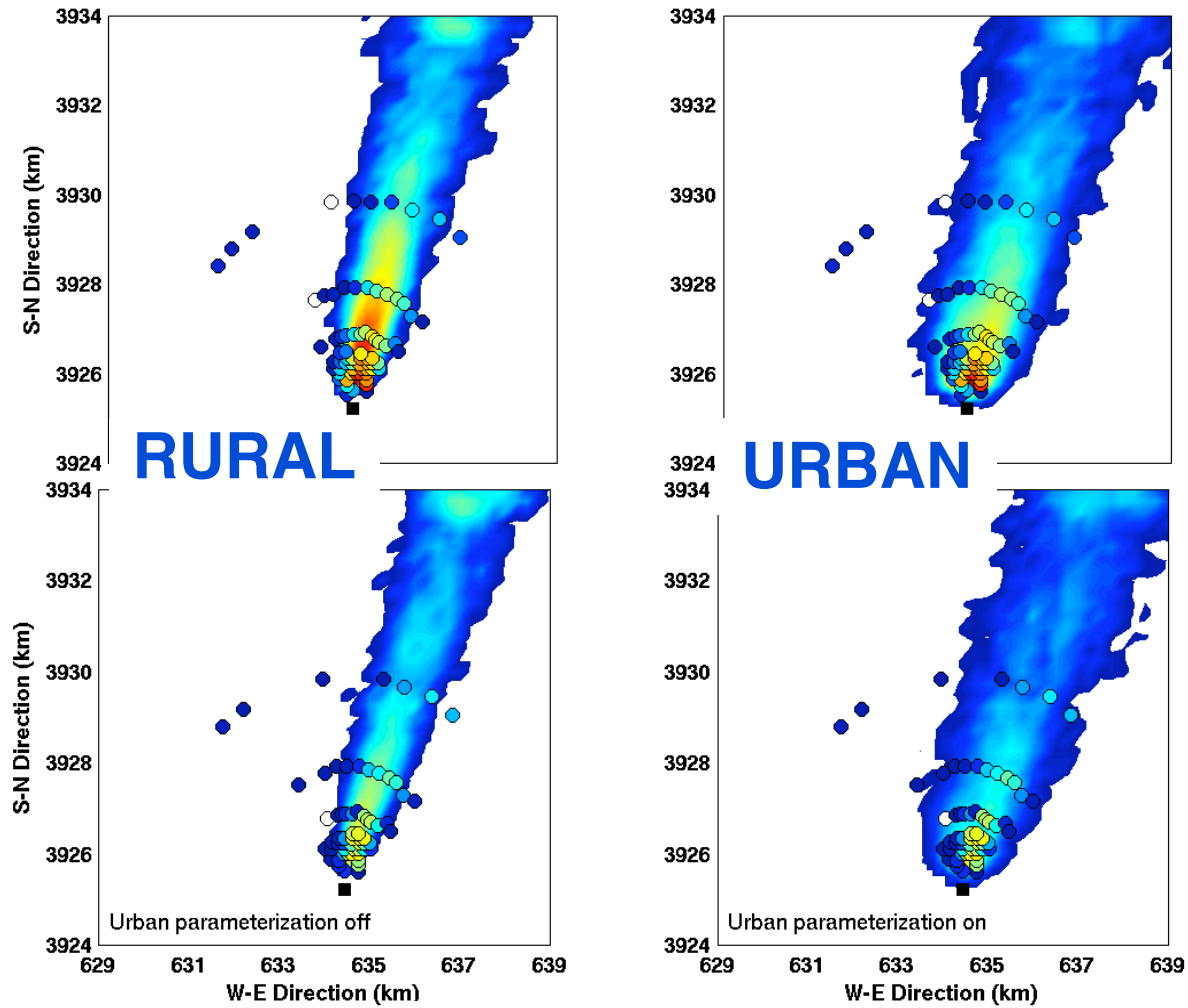 3934
3932
3930
3928
3926
3924
S-N Direction (km)
RURAL
3934
3932
3930
3928
3926
3924
URBAN
3934
3932
3930
3928
3926
3924
S-N Direction (km)
Urban parameterization off
629 631 633 635 637 639
W-E Direction (km)
3934
3932
3930
3928
3926
3924
Urban parameterization on
629 631 633 635 637 639
W-E Direction (km)